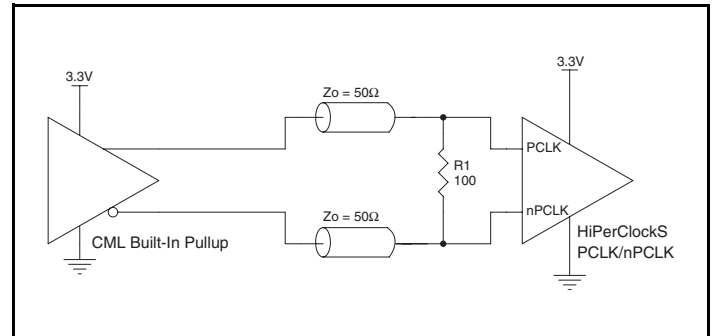 3.3V
Zo = 50Ω
3.3V
PCLK
R1
100
nPCLK
Zo = 50Ω
CML Built-In Pullup
HiPerClockS
PCLK/nPCLK